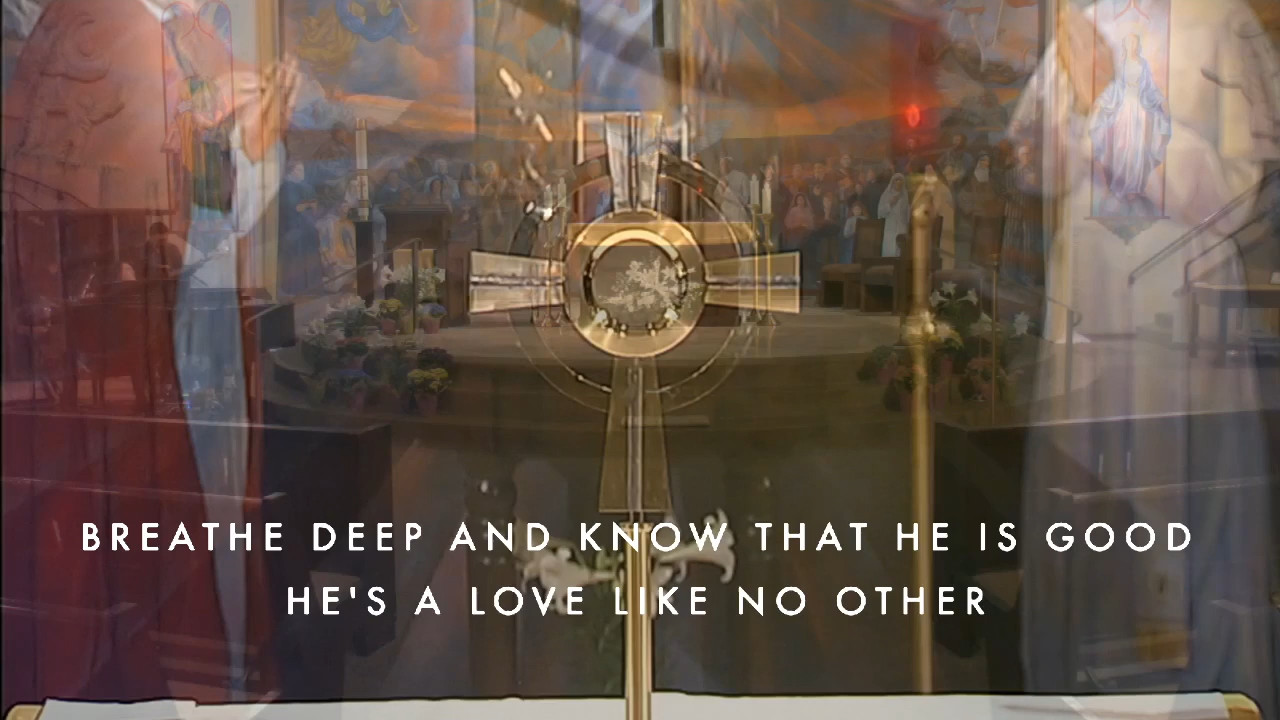 BREATHE DEEP AND KNOW THAT HE IS GOOD
HE'S A LOVE LIKE NO OTHER